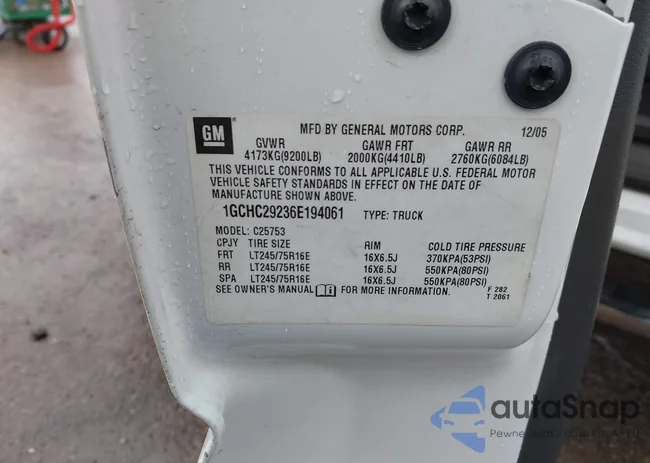 GM
MFD BY GENERAL MOTORS CORP. 12/05
GVWR GAWR FRT GAWR RR
4173KG(9200LB) 2000KG(4410LB) 2760KG(6084LB)
THIS VEHICLE CONFORMS TO ALL APPLICABLE U.S. FEDERAL MOTOR
VEHICLE SAFETY STANDARDS IN EFFECT ON THE DATE OF
MANUFACTURE SHOWN ABOVE.
1GCHC29236E194061 TYPE: TRUCK
MODEL: C25753
CPJY TIRE SIZE RIM COLD TIRE PRESSURE
FRT LT245/75R16E 16X6.5J 370KPA(53PSI)
RR LT245/75R16E 16X6.5J 550KPA(80PSI)
SPA LT245/75R16E 16X6.5J 550KPA(80PSI)
SEE OWNER'S MANUAL FOR MORE INFORMATION.
F 282
T 2061
autaSnap
Pewne auta z